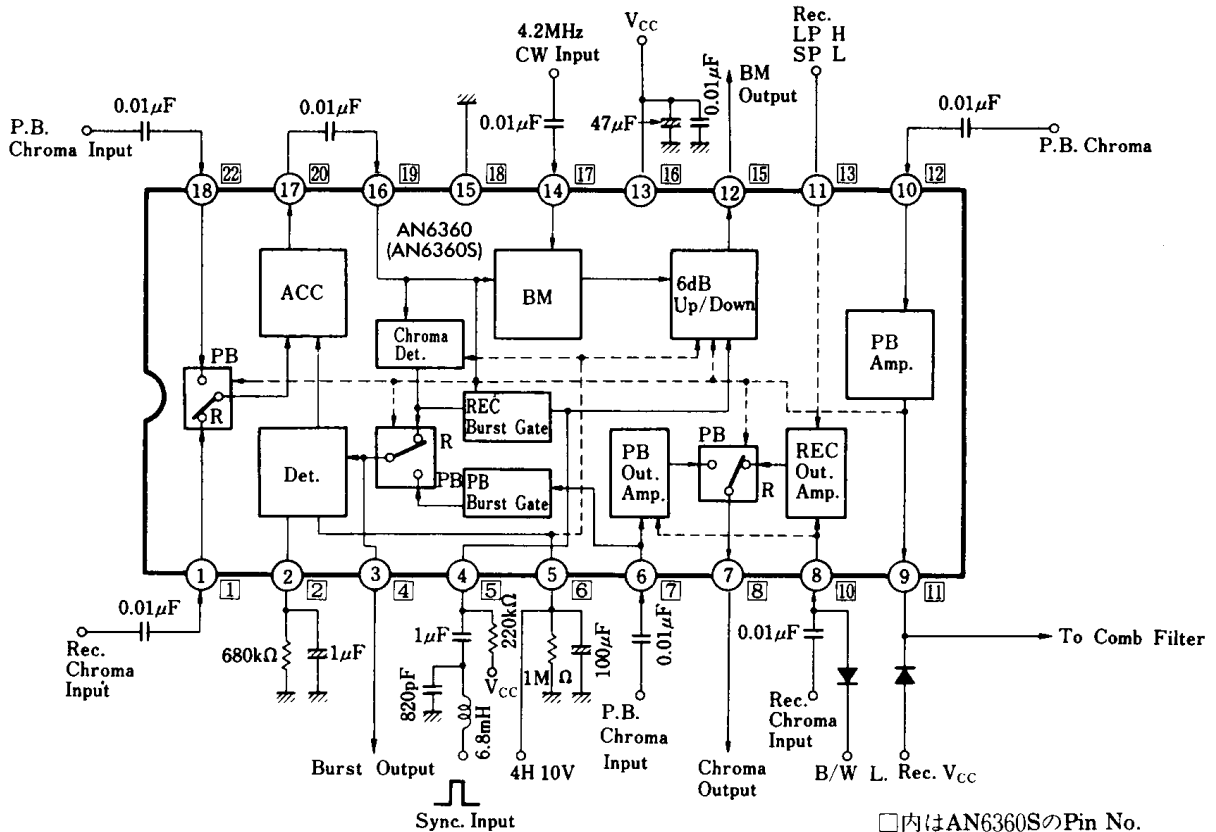 4.2MHz
CW Input
VCC
Rec.
LP H
SP L
0.01μF
BM
Output
0.01μF
0.01μF
0.01μF
47μF
0.01μF
P.B.
Chroma Input
0.01μF
P.B. Chroma
18 22
17 20
16 19
15 18
14 17
13 16
12 15
11 13
10 12
AN6360
(AN6360S)
ACC
BM
6dB
Up/Down
PB
Amp.
Chroma
Det.
PB
R
REC
Burst Gate
R
PB
PB
Burst Gate
Det.
PB
Out.
Amp.
PB
R
REC
Out.
Amp.
1 1
2 2
3 4
4 5
5 6
6 7
7 8
8 10
9 11
0.01μF
Rec.
Chroma
Input
680kΩ
1μF
1μF
220kΩ
VCC
820pF
6.8mH
1MΩ
100μF
0.01μF
0.01μF
To Comb Filter
P.B.
Chroma
Input
Rec.
Chroma
Input
Burst Output
4H 10V
Chroma
Output
B/W L.
Rec. VCC
Sync. Input
□内はAN6360SのPin No.